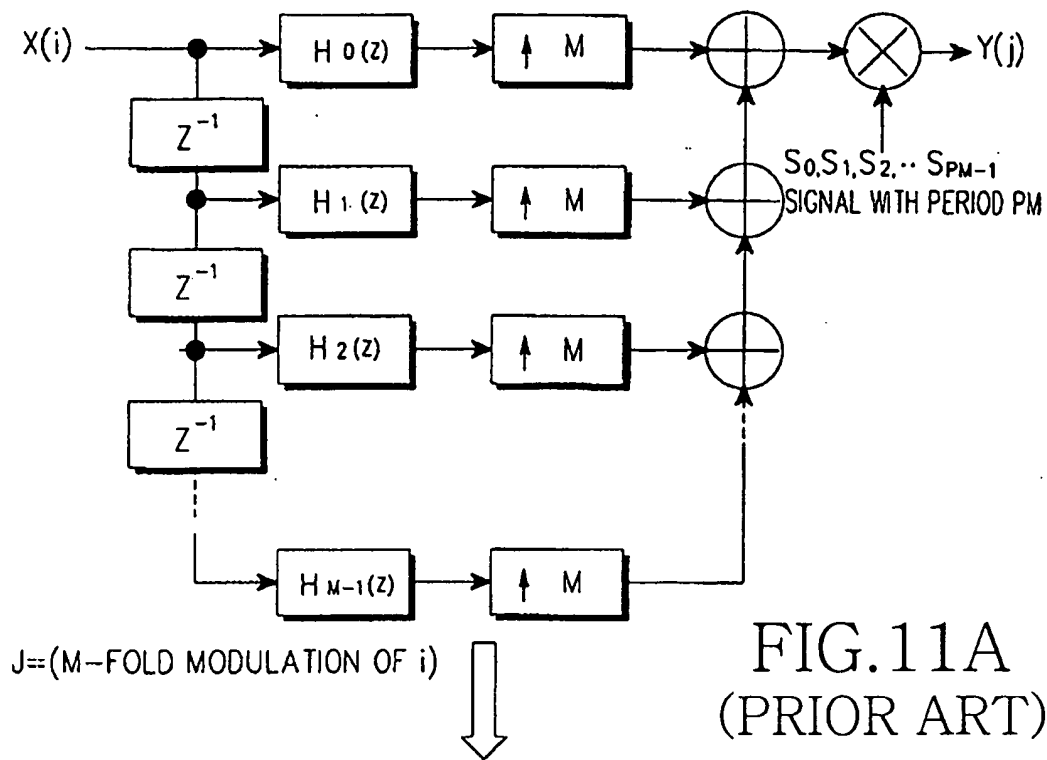 X(i) H 0(Z) ↑ M Y(j)
Z⁻¹
S0,S1,S2,·· SPM-1
H 1.(Z) ↑ M SIGNAL WITH PERIOD PM
Z⁻¹
H 2(Z) ↑ M
Z⁻¹
H M-1(Z) ↑ M
J=(M-FOLD MODULATION OF i)
FIG.11A
(PRIOR ART)